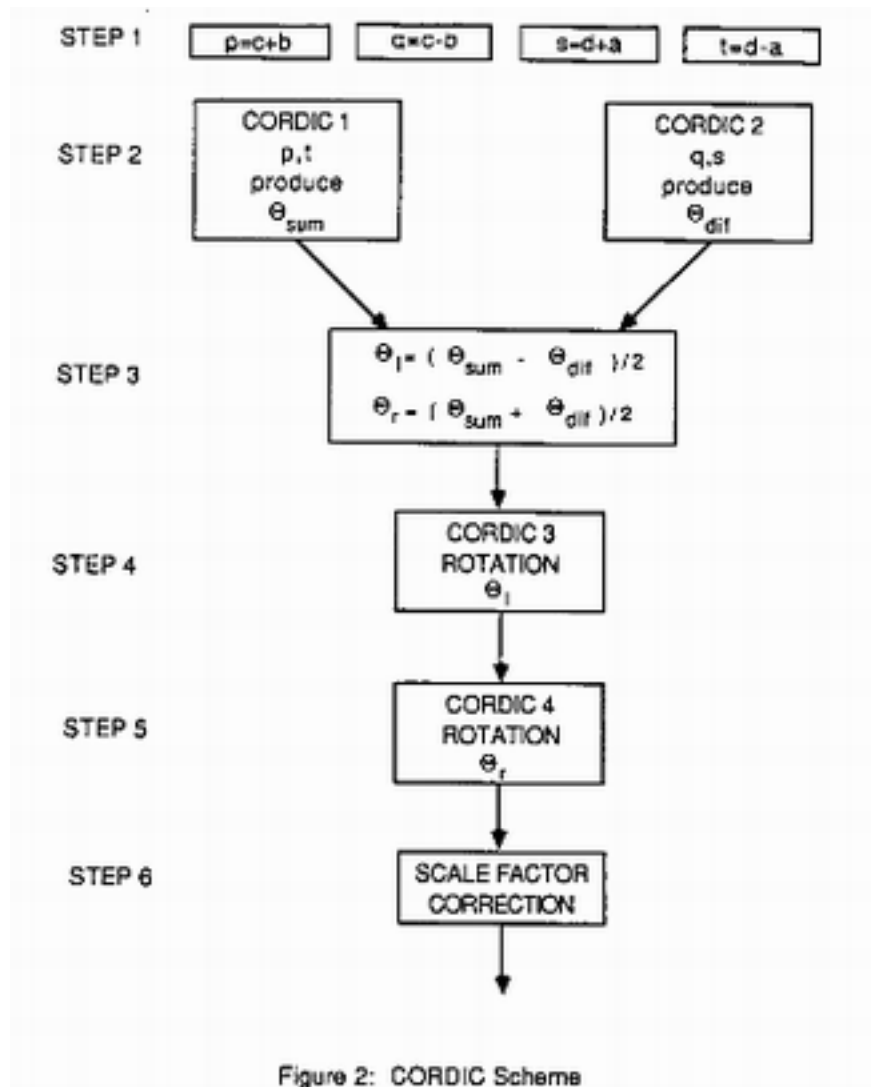 STEP 1 p=c+b q=c-b s=d+a t=d-a
STEP 2
CORDIC 1
p,t
produce
Θsum
CORDIC 2
q,s
produce
Θdif
STEP 3
Θl = ( Θsum - Θdif )/2
Θr = ( Θsum + Θdif )/2
STEP 4
CORDIC 3
ROTATION
Θl
STEP 5
CORDIC 4
ROTATION
Θr
STEP 6
SCALE FACTOR
CORRECTION
Figure 2: CORDIC Scheme